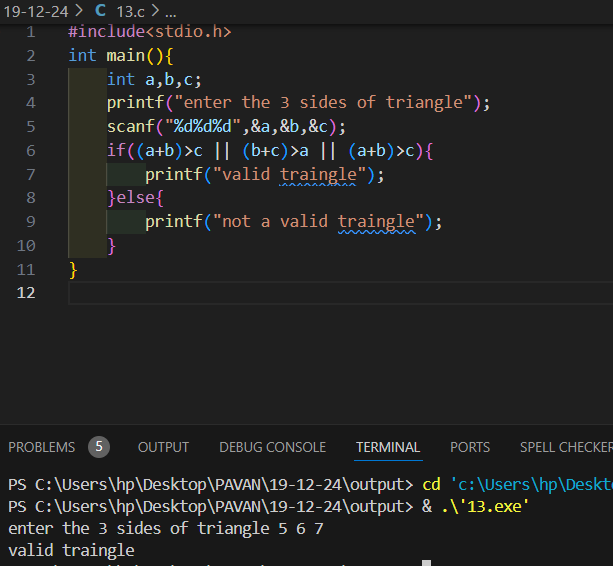 19-12-24 > C 13.c > ...
1 #include<stdio.h>
2 int main(){
3 int a,b,c;
4 printf("enter the 3 sides of triangle");
5 scanf("%d%d%d",&a,&b,&c);
6 if((a+b)>c || (b+c)>a || (a+b)>c){
7 printf("valid traingle");
8 }else{
9 printf("not a valid traingle");
10 }
11 }
12
PROBLEMS 5 OUTPUT DEBUG CONSOLE TERMINAL PORTS SPELL CHECKER
PS C:\Users\hp\Desktop\PAVAN\19-12-24\output> cd 'c:\Users\hp\Deskto
PS C:\Users\hp\Desktop\PAVAN\19-12-24\output> & .\'13.exe'
enter the 3 sides of triangle 5 6 7
valid traingle